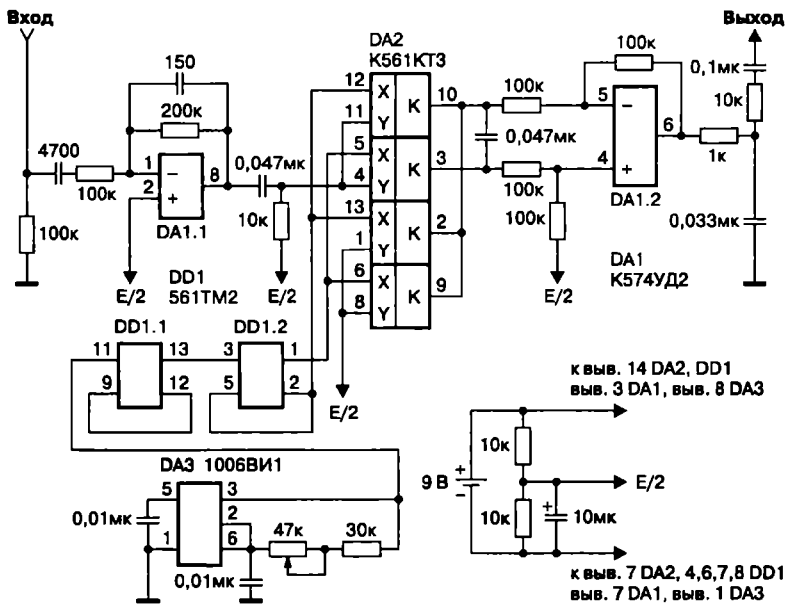 Вход
Выход
DA2
К561КТ3
150
200к
4700
100к
1
2
−
+
8
DA1.1
0,047мк
10к
100к
E/2
E/2
12
11
5
4
13
1
6
8
X
Y
X
Y
X
Y
X
Y
К
К
К
К
10
3
2
9
0,047мк
100к
100к
100к
100к
5
4
−
+
6
DA1.2
1к
0,1мк
10к
0,033мк
E/2
DA1
К574УД2
DD1
561ТМ2
DD1.1
DD1.2
11
9
13
12
3
5
1
2
E/2
DA3 1006ВИ1
5
1
3
2
6
0,01мк
0,01мк
47к
30к
к выв. 14 DA2, DD1
выв. 3 DA1, выв. 8 DA3
9 В
+
−
10к
10к
+
10мк
E/2
к выв. 7 DA2, 4,6,7,8 DD1
выв. 7 DA1, выв. 1 DA3